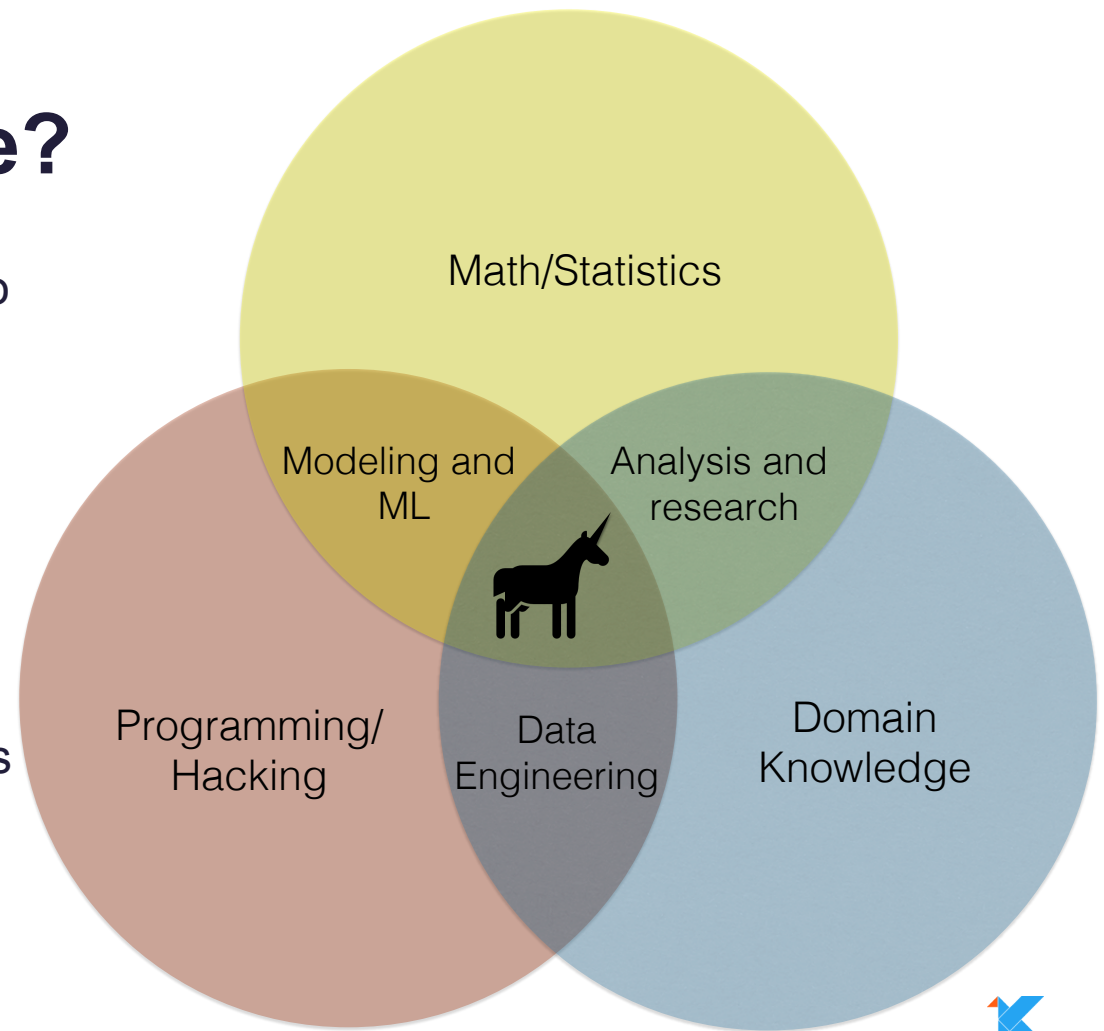 e?
o
Math/Statistics
Modeling and
ML
Analysis and
research
Programming/
Hacking
s
Data
Engineering
Domain
Knowledge